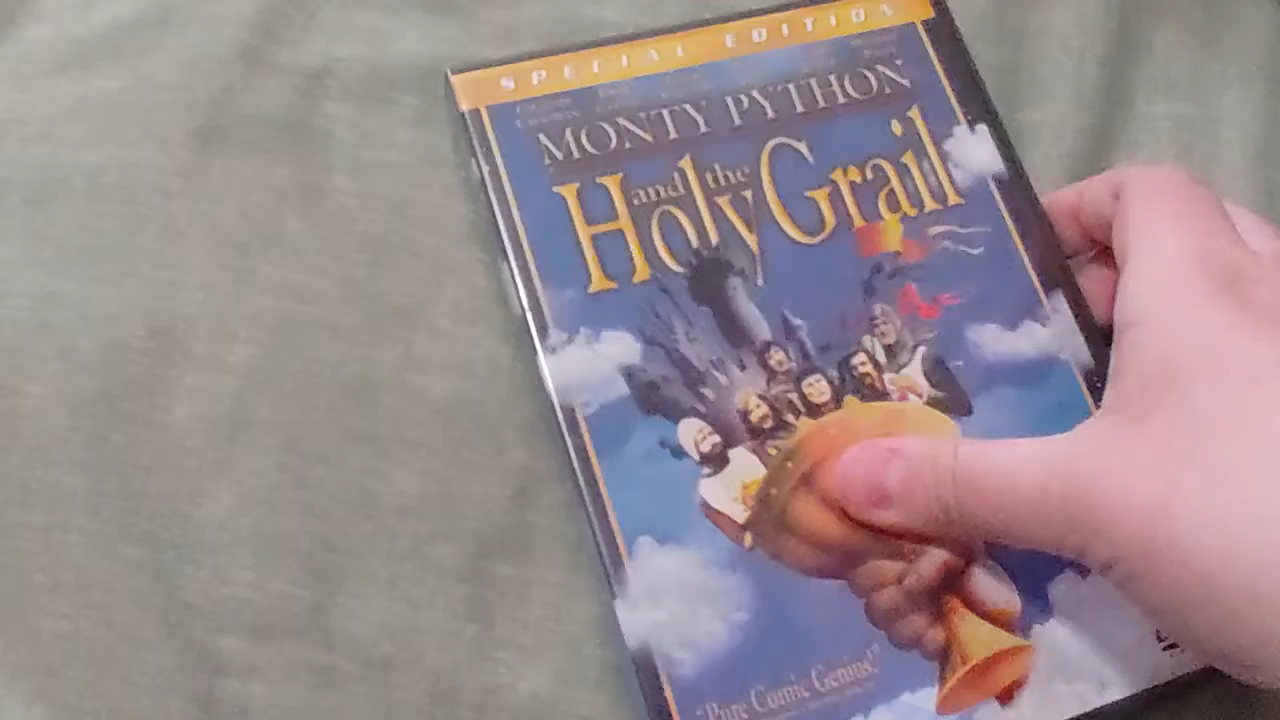 SPECIAL EDITION
MONTY PYTHON
and the
Holy Grail
"Pure Comic Genius!"